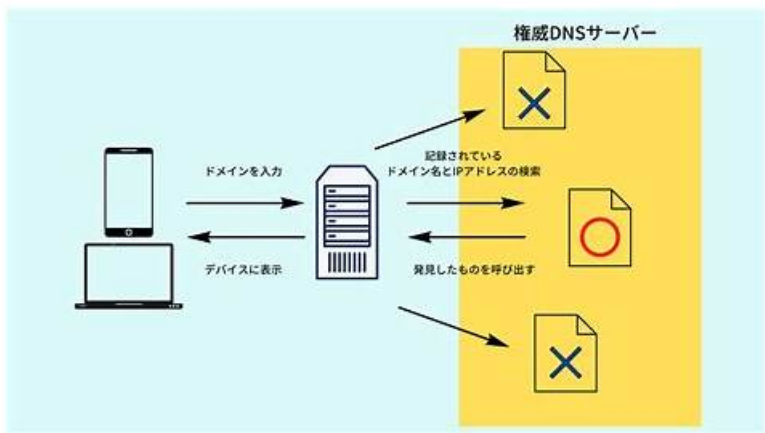 権威DNSサーバー
ドメインを入力
記録されている
ドメイン名とIPアドレスの検索
デバイスに表示
発見したものを呼び出す